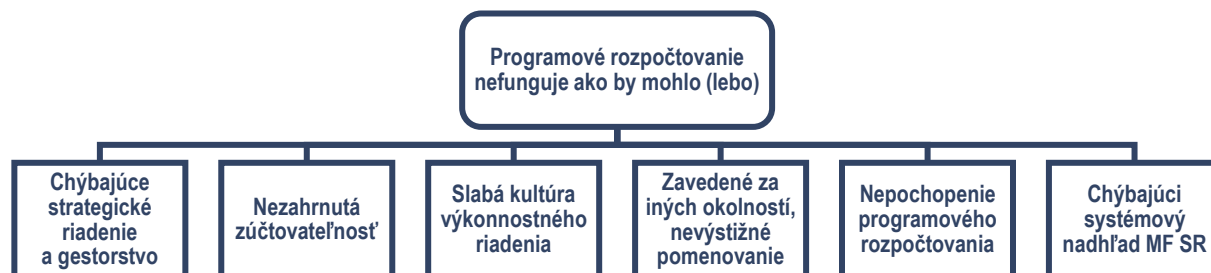 Programové rozpočtovanie
nefunguje ako by mohlo (lebo)
Chýbajúce
strategické
riadenie
a gestorstvo
Nezahrnutá
zúčtovateľnosť
Slabá kultúra
výkonnostného
riadenia
Zavedené za
iných okolností,
nevýstižné
pomenovanie
Nepochopenie
programového
rozpočtovania
Chýbajúci
systémový
nadhľad MF SR